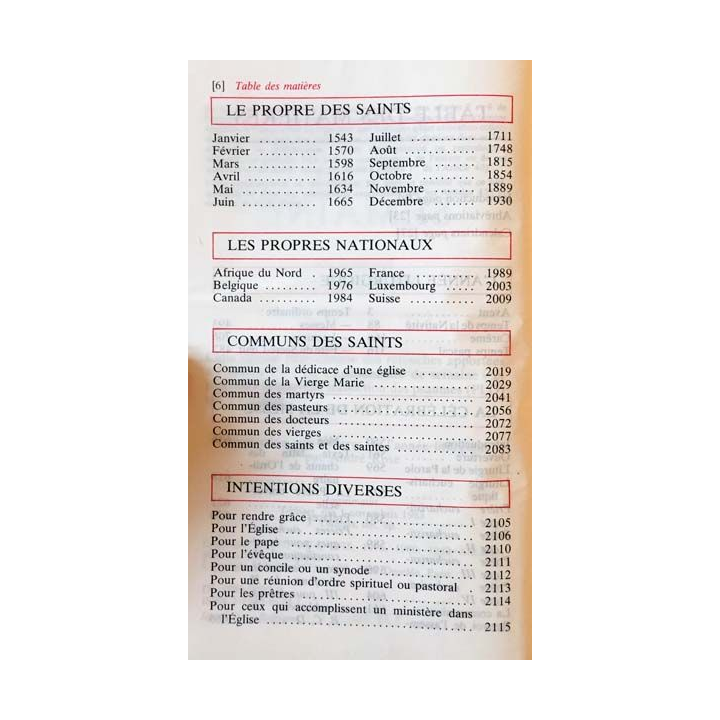 [6] Table des matières
LE PROPRE DES SAINTS
Janvier .......... 1543 Juillet .............. 1711
Février .......... 1570 Août .............. 1748
Mars .......... 1598 Septembre ......... 1815
Avril .......... 1616 Octobre ........... 1854
Mai .......... 1634 Novembre ......... 1889
Juin .......... 1665 Décembre ......... 1930
LES PROPRES NATIONAUX
Afrique du Nord . 1965 France ............. 1989
Belgique .......... 1976 Luxembourg ..... 2003
Canada .......... 1984 Suisse ............. 2009
COMMUNS DES SAINTS
Commun de la dédicace d'une église .......... 2019
Commun de la Vierge Marie .......... 2029
Commun des martyrs .......... 2041
Commun des pasteurs .......... 2056
Commun des docteurs .......... 2072
Commun des vierges .......... 2077
Commun des saints et des saintes .......... 2083
INTENTIONS DIVERSES
Pour rendre grâce .......... 2105
Pour l'Église .......... 2106
Pour le pape .......... 2110
Pour l'évêque .......... 2111
Pour un concile ou un synode .......... 2112
Pour une réunion d'ordre spirituel ou pastoral . 2113
Pour les prêtres .......... 2114
Pour ceux qui accomplissent un ministère dans
l'Église .......... 2115